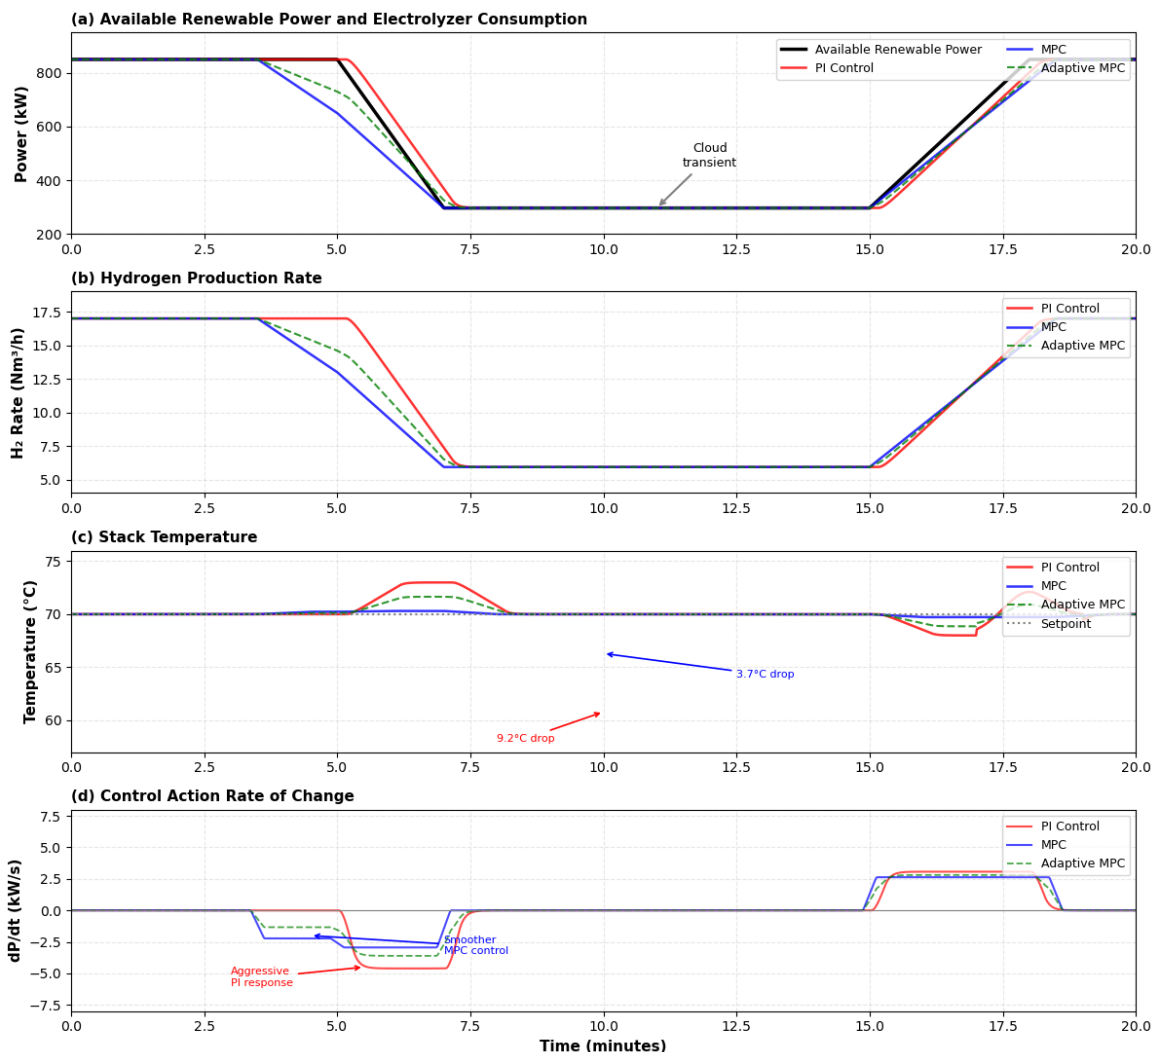 (a) Available Renewable Power and Electrolyzer Consumption
Power (kW)
800
600
400
200
Available Renewable Power
PI Control
MPC
Adaptive MPC
Cloud
transient
0.0 2.5 5.0 7.5 10.0 12.5 15.0 17.5 20.0
(b) Hydrogen Production Rate
H₂ Rate (Nm³/h)
17.5
15.0
12.5
10.0
7.5
5.0
PI Control
MPC
Adaptive MPC
0.0 2.5 5.0 7.5 10.0 12.5 15.0 17.5 20.0
(c) Stack Temperature
Temperature (°C)
75
70
65
60
PI Control
MPC
Adaptive MPC
Setpoint
3.7°C drop
9.2°C drop
0.0 2.5 5.0 7.5 10.0 12.5 15.0 17.5 20.0
(d) Control Action Rate of Change
dP/dt (kW/s)
7.5
5.0
2.5
0.0
−2.5
−5.0
−7.5
PI Control
MPC
Adaptive MPC
Smoother
MPC control
Aggressive
PI response
0.0 2.5 5.0 7.5 10.0 12.5 15.0 17.5 20.0
Time (minutes)